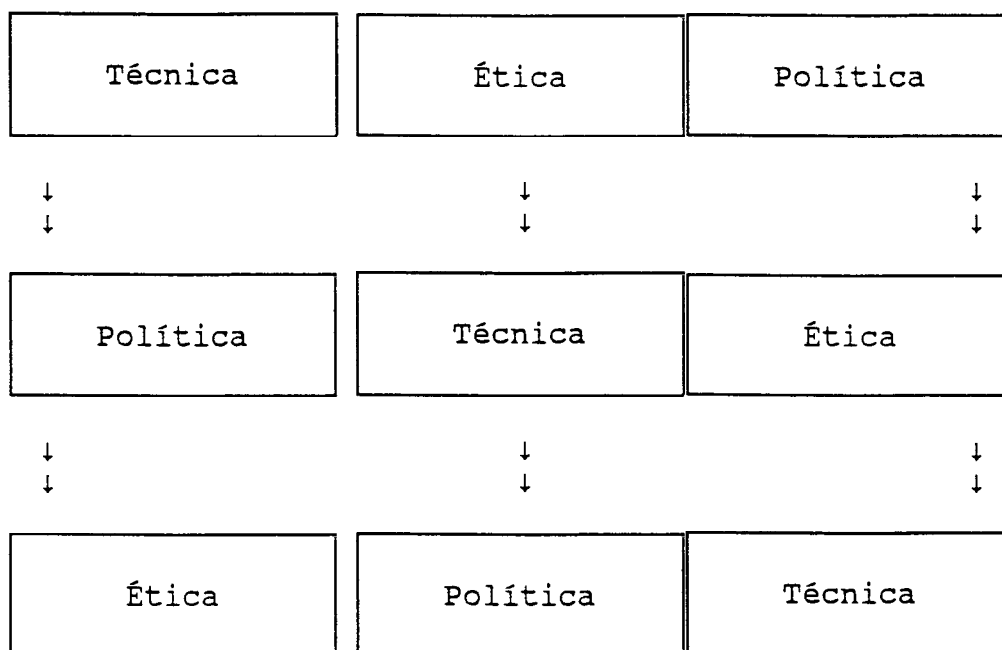 Técnica Ética Política
↓ ↓ ↓
↓ ↓ ↓
Política Técnica Ética
↓ ↓ ↓
↓ ↓ ↓
Ética Política Técnica